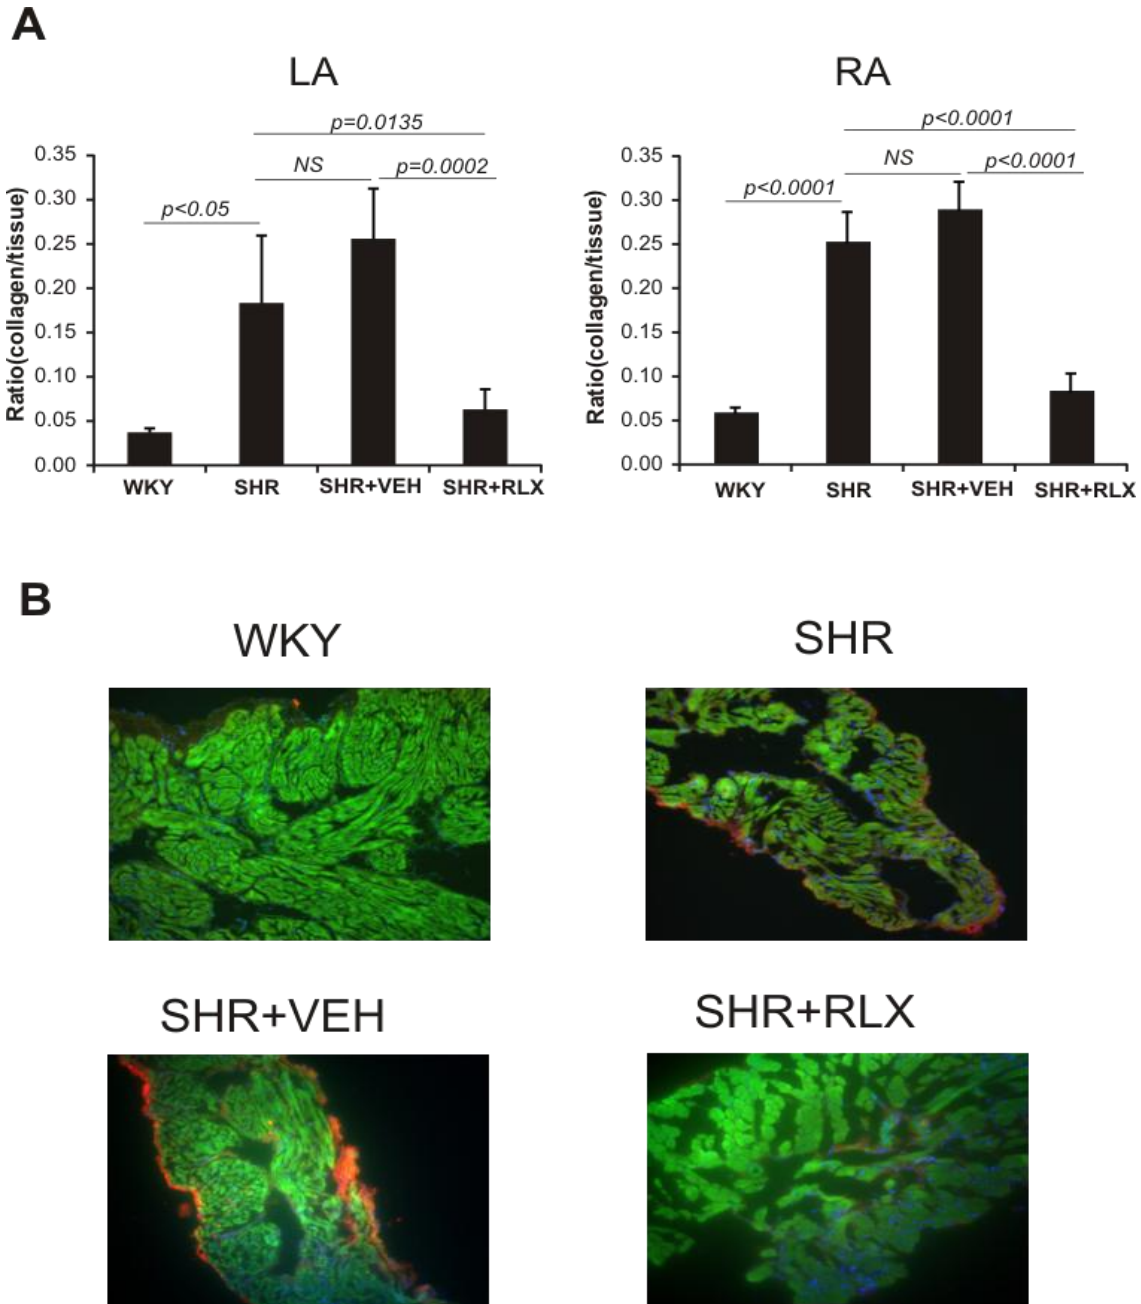 A
LA
RA
p=0.0135
NS
p=0.0002
p<0.05
0.35
0.30
0.25
0.20
0.15
0.10
0.05
0.00
Ratio(collagen/tissue)
WKY SHR SHR+VEH SHR+RLX
p<0.0001
NS
p<0.0001
p<0.0001
0.35
0.30
0.25
0.20
0.15
0.10
0.05
0.00
Ratio(collagen/tissue)
WKY SHR SHR+VEH SHR+RLX
B
WKY
SHR
SHR+VEH
SHR+RLX